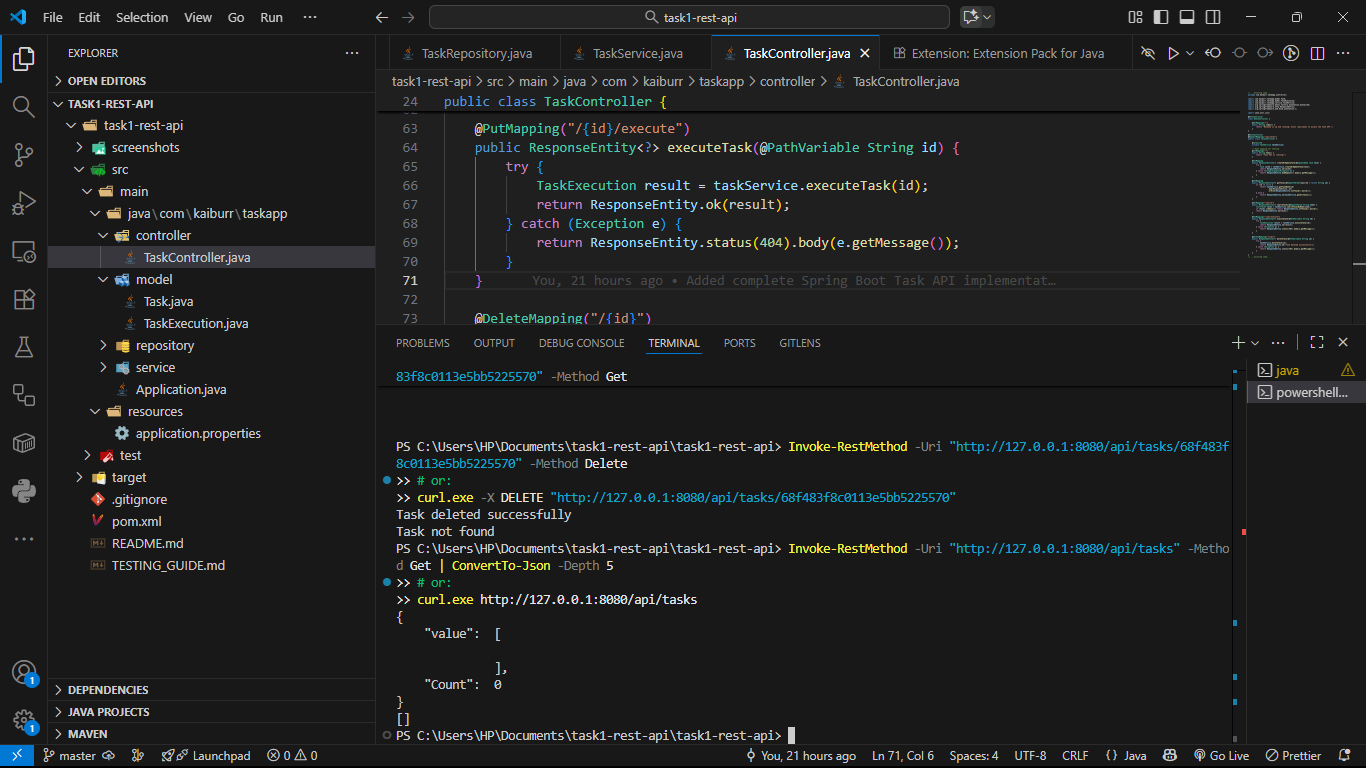 File Edit Selection View Go Run ···
task1-rest-api
EXPLORER ···
OPEN EDITORS
TASK1-REST-API
task1-rest-api
screenshots
src
main
java\com\kaiburr\taskapp
controller
TaskController.java
model
Task.java
TaskExecution.java
repository
service
Application.java
resources
application.properties
test
target
.gitignore
pom.xml
README.md
TESTING_GUIDE.md
DEPENDENCIES
JAVA PROJECTS
MAVEN
1
1
TaskRepository.java TaskService.java TaskController.java Extension: Extension Pack for Java
task1-rest-api > src > main > java > com > kaiburr > taskapp > controller > TaskController.java
24 public class TaskController {
63 @PutMapping("/{id}/execute")
64 public ResponseEntity<?> executeTask(@PathVariable String id) {
65 try {
66 TaskExecution result = taskService.executeTask(id);
67 return ResponseEntity.ok(result);
68 } catch (Exception e) {
69 return ResponseEntity.status(404).body(e.getMessage());
70 }
71 } You, 21 hours ago • Added complete Spring Boot Task API implementat…
72
73 @DeleteMapping("/{id}")
PROBLEMS OUTPUT DEBUG CONSOLE TERMINAL PORTS GITLENS
java
powershell...
83f8c0113e5bb5225570" -Method Get
PS C:\Users\HP\Documents\task1-rest-api\task1-rest-api> Invoke-RestMethod -Uri "http://127.0.0.1:8080/api/tasks/68f483f
8c0113e5bb5225570" -Method Delete
>> # or:
>> curl.exe -X DELETE "http://127.0.0.1:8080/api/tasks/68f483f8c0113e5bb5225570"
Task deleted successfully
Task not found
PS C:\Users\HP\Documents\task1-rest-api\task1-rest-api> Invoke-RestMethod -Uri "http://127.0.0.1:8080/api/tasks" -Metho
d Get | ConvertTo-Json -Depth 5
>> # or:
>> curl.exe http://127.0.0.1:8080/api/tasks
{
"value": [
],
"Count": 0
}
[]
PS C:\Users\HP\Documents\task1-rest-api\task1-rest-api>
master Launchpad 0 0 You, 21 hours ago Ln 71, Col 6 Spaces: 4 UTF-8 CRLF {} Java Go Live Prettier